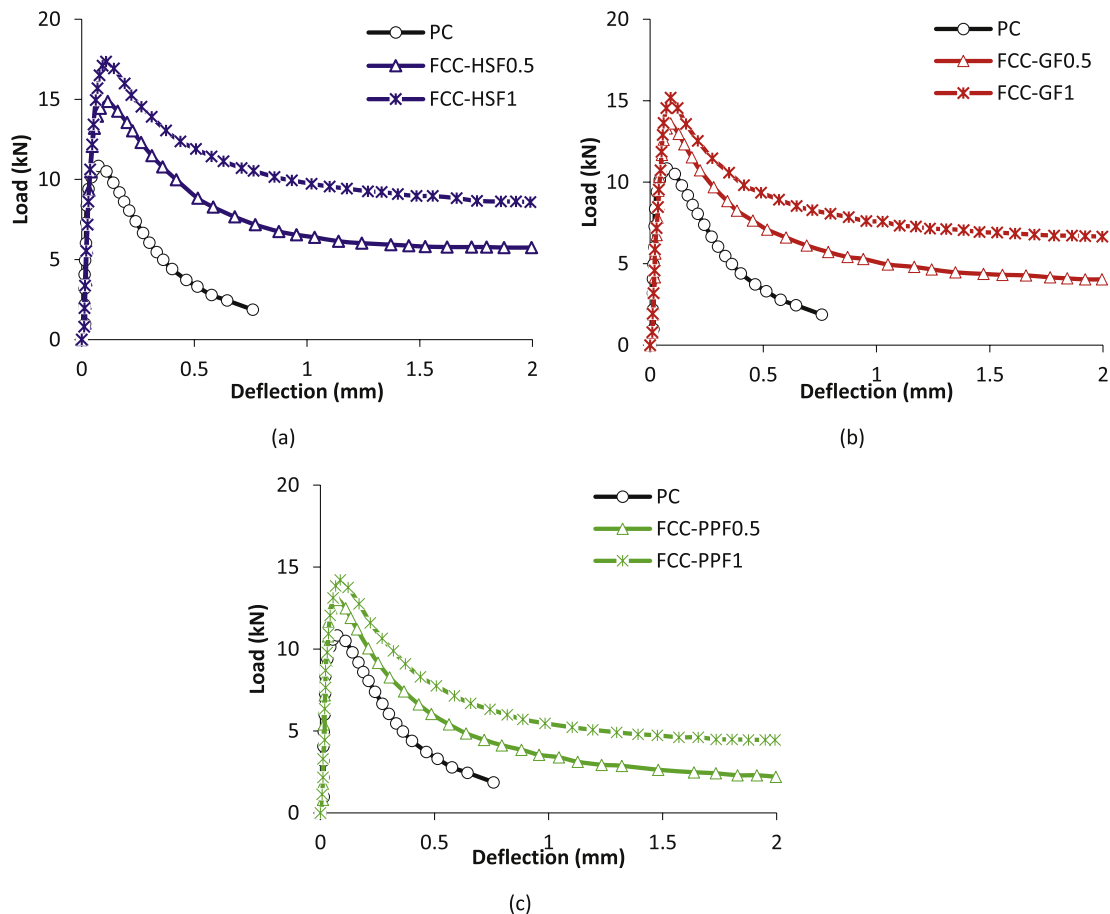 20
15
10
5
0
Load (kN)
0
0.5
1
1.5
2
Deflection (mm)
PC
FCC-HSF0.5
FCC-HSF1
(a)
20
15
10
5
0
Load (kN)
0
0.5
1
1.5
2
Deflection (mm)
PC
FCC-GF0.5
FCC-GF1
(b)
20
15
10
5
0
Load (kN)
0
0.5
1
1.5
2
Deflection (mm)
PC
FCC-PPF0.5
FCC-PPF1
(c)